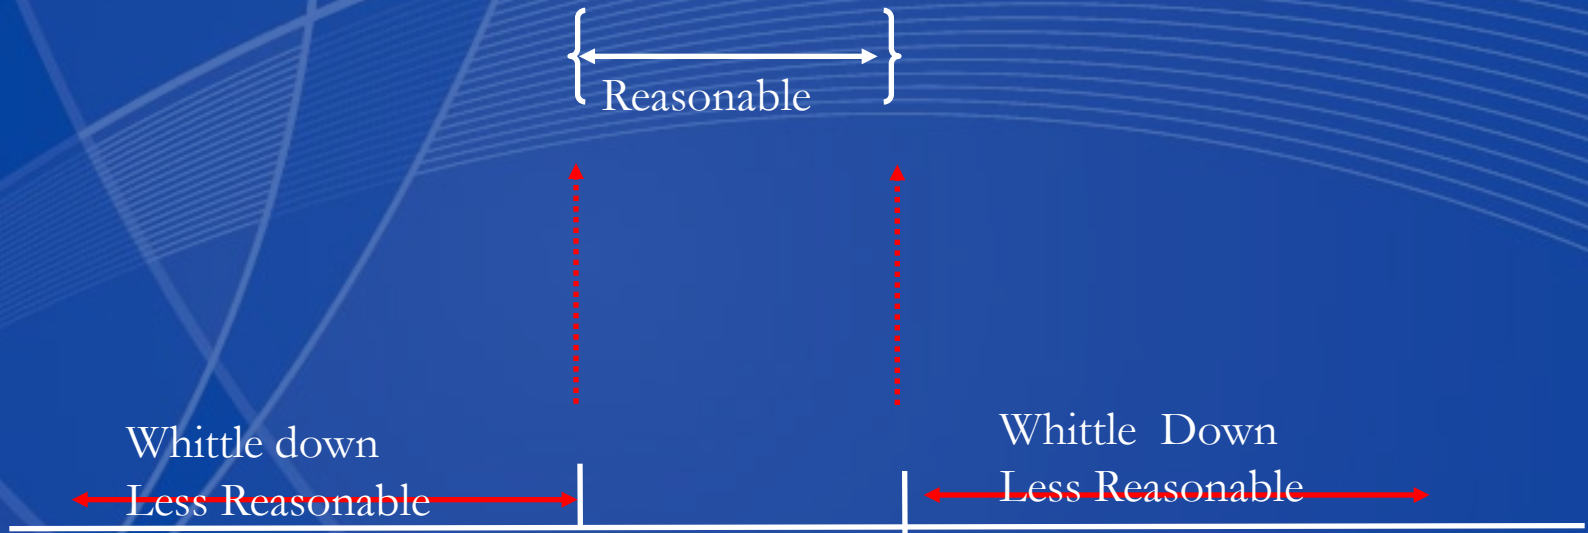 Reasonable
Whittle down
Less Reasonable
Whittle  Down
Less Reasonable